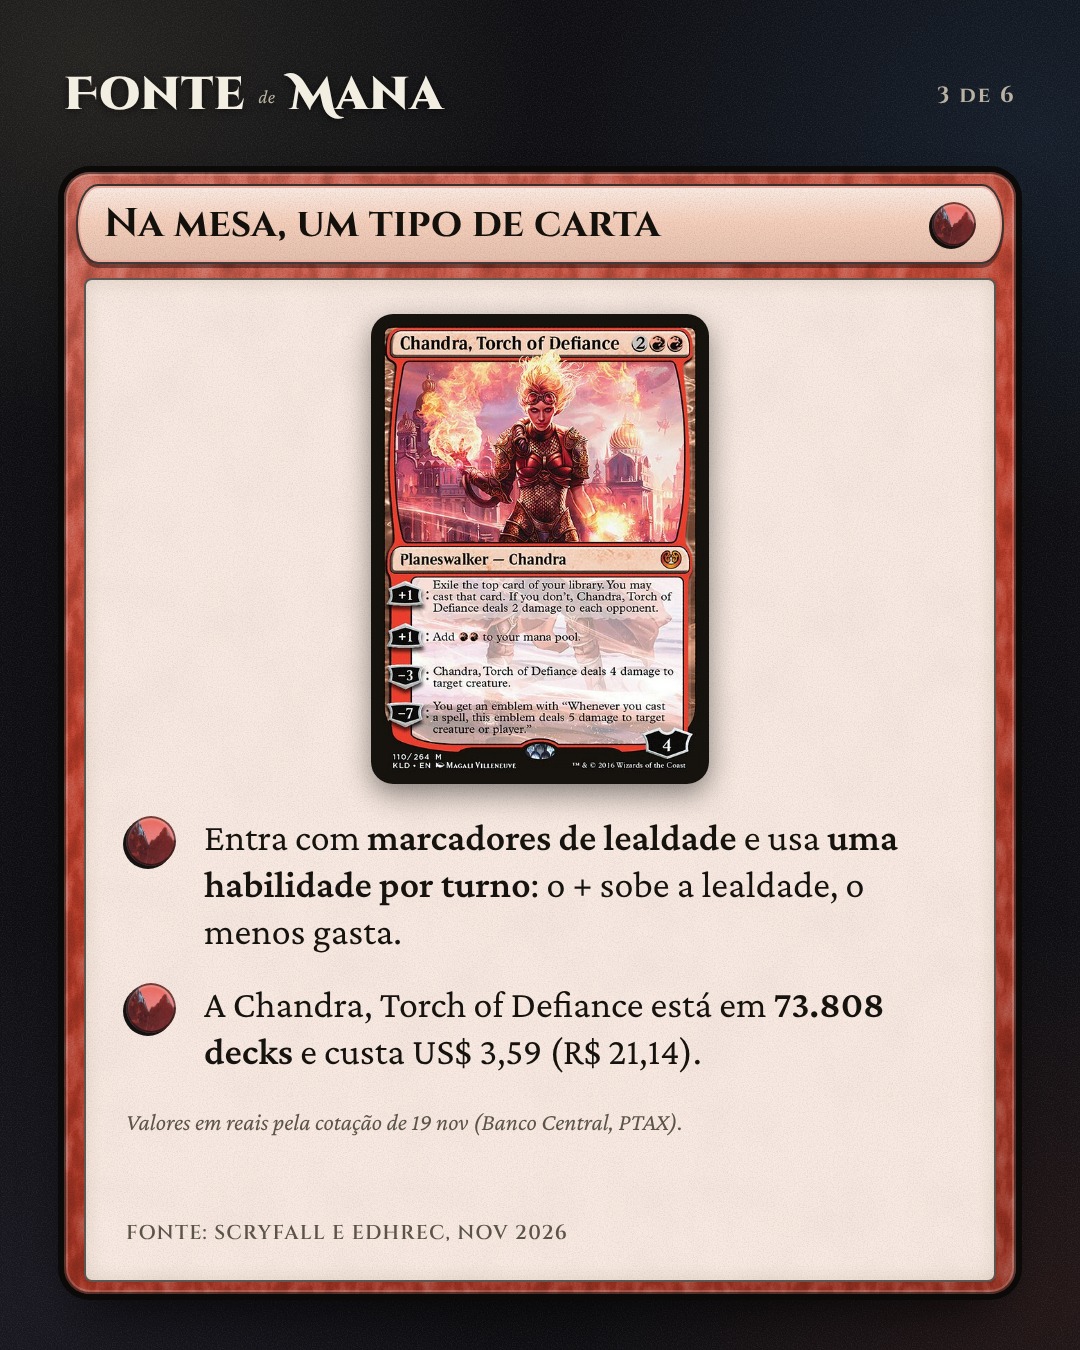 FONTE de MANA
3 DE 6
NA MESA, UM TIPO DE CARTA
Chandra, Torch of Defiance 2
Planeswalker — Chandra
+1 : Exile the top card of your library. You may
cast that card. If you don't, Chandra, Torch of
Defiance deals 2 damage to each opponent.
+1 : Add to your mana pool.
−3 : Chandra, Torch of Defiance deals 4 damage to
target creature.
−7 : You get an emblem with “Whenever you cast
a spell, this emblem deals 5 damage to target
creature or player.”
4
110/264 M
KLD • EN MAGALI VILLENEUVE
™ & © 2016 Wizards of the Coast
Entra com marcadores de lealdade e usa uma
habilidade por turno: o + sobe a lealdade, o
menos gasta.
A Chandra, Torch of Defiance está em 73.808
decks e custa US$ 3,59 (R$ 21,14).
Valores em reais pela cotação de 19 nov (Banco Central, PTAX).
FONTE: SCRYFALL E EDHREC, NOV 2026